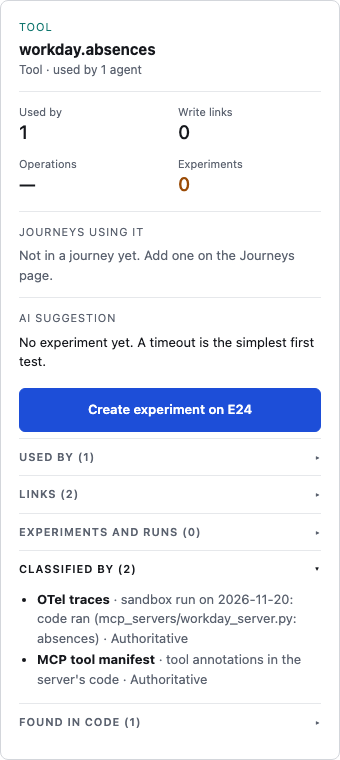 TOOL
workday.absences
Tool · used by 1 agent
Used by
Write links
1
0
Operations
Experiments
—
0
JOURNEYS USING IT
Not in a journey yet. Add one on the Journeys
page.
AI SUGGESTION
No experiment yet. A timeout is the simplest first
test.
Create experiment on E24
USED BY (1)
LINKS (2)
EXPERIMENTS AND RUNS (0)
CLASSIFIED BY (2)
• OTel traces · sandbox run on 2026-11-20:
code ran (mcp_servers/workday_server.py:
absences) · Authoritative
• MCP tool manifest · tool annotations in the
server's code · Authoritative
FOUND IN CODE (1)